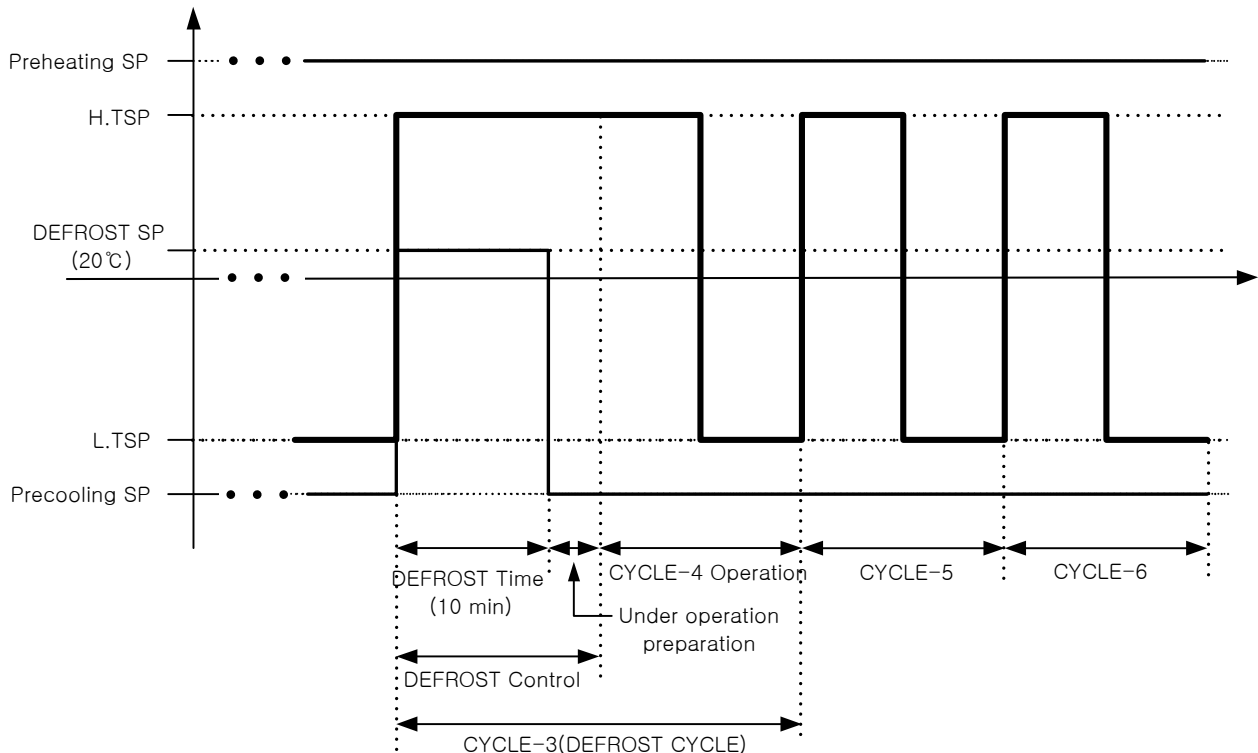 Preheating SP
H.TSP
DEFROST SP
(20℃)
L.TSP
Precooling SP
DEFROST Time
(10 min)
CYCLE-4 Operation
CYCLE-5
CYCLE-6
Under operation
preparation
DEFROST Control
CYCLE-3(DEFROST CYCLE)